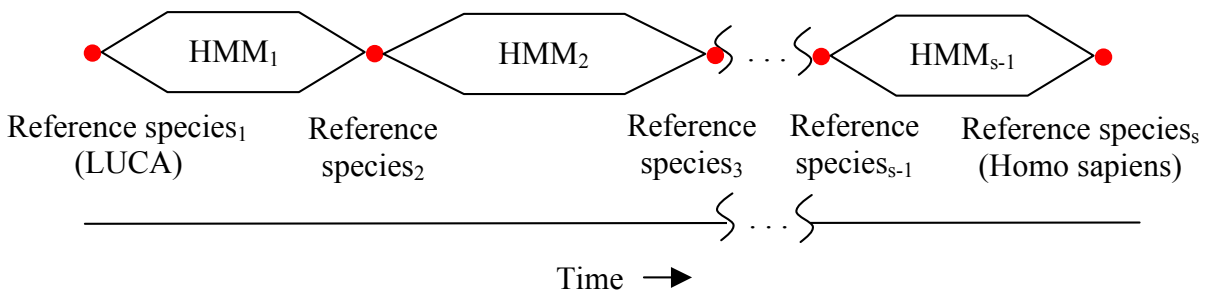 HMM₁ HMM₂ . . . HMMₛ₋₁
Reference species₁ Reference Reference Reference Reference speciesₛ
(LUCA) species₂ species₃ speciesₛ₋₁ (Homo sapiens)
. . .
Time →